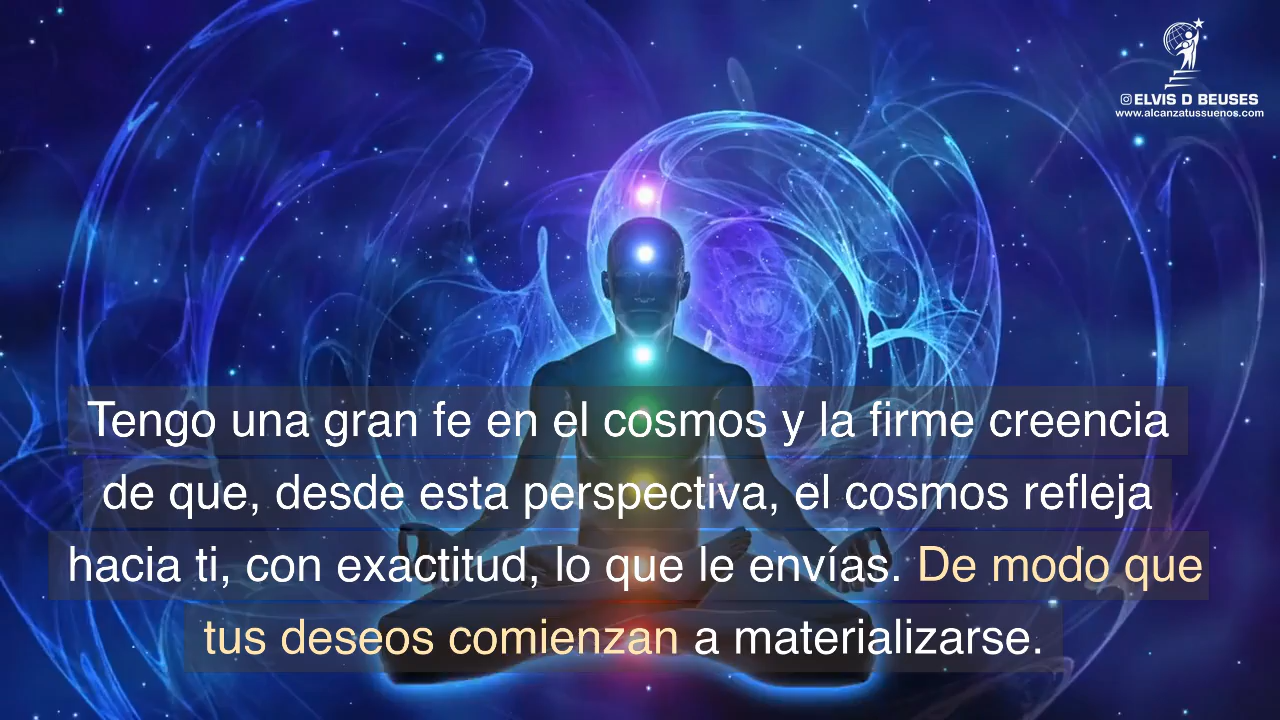 ELVIS D BEUSES
www.alcanzatussuenos.com
Tengo una gran fe en el cosmos y la firme creencia
de que, desde esta perspectiva, el cosmos refleja
hacia ti, con exactitud, lo que le envías. De modo que
tus deseos comienzan a materializarse.